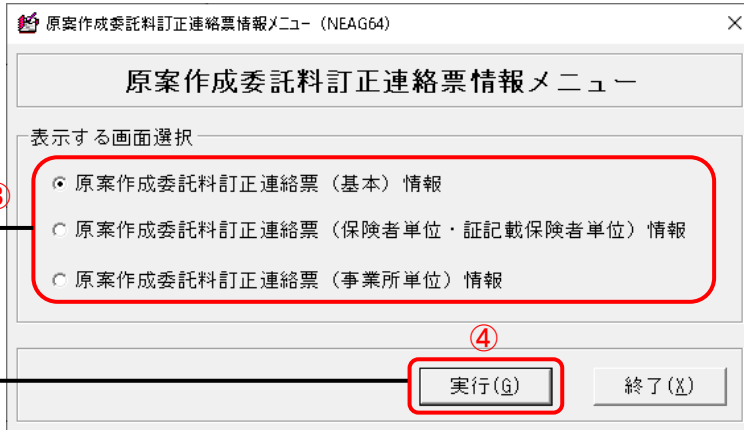 原案作成委託料訂正連絡票情報メニュー (NEAG64)
原案作成委託料訂正連絡票情報メニュー
表示する画面選択
③
原案作成委託料訂正連絡票（基本）情報
原案作成委託料訂正連絡票（保険者単位・証記載保険者単位）情報
原案作成委託料訂正連絡票（事業所単位）情報
④
実行(G) 終了(X)